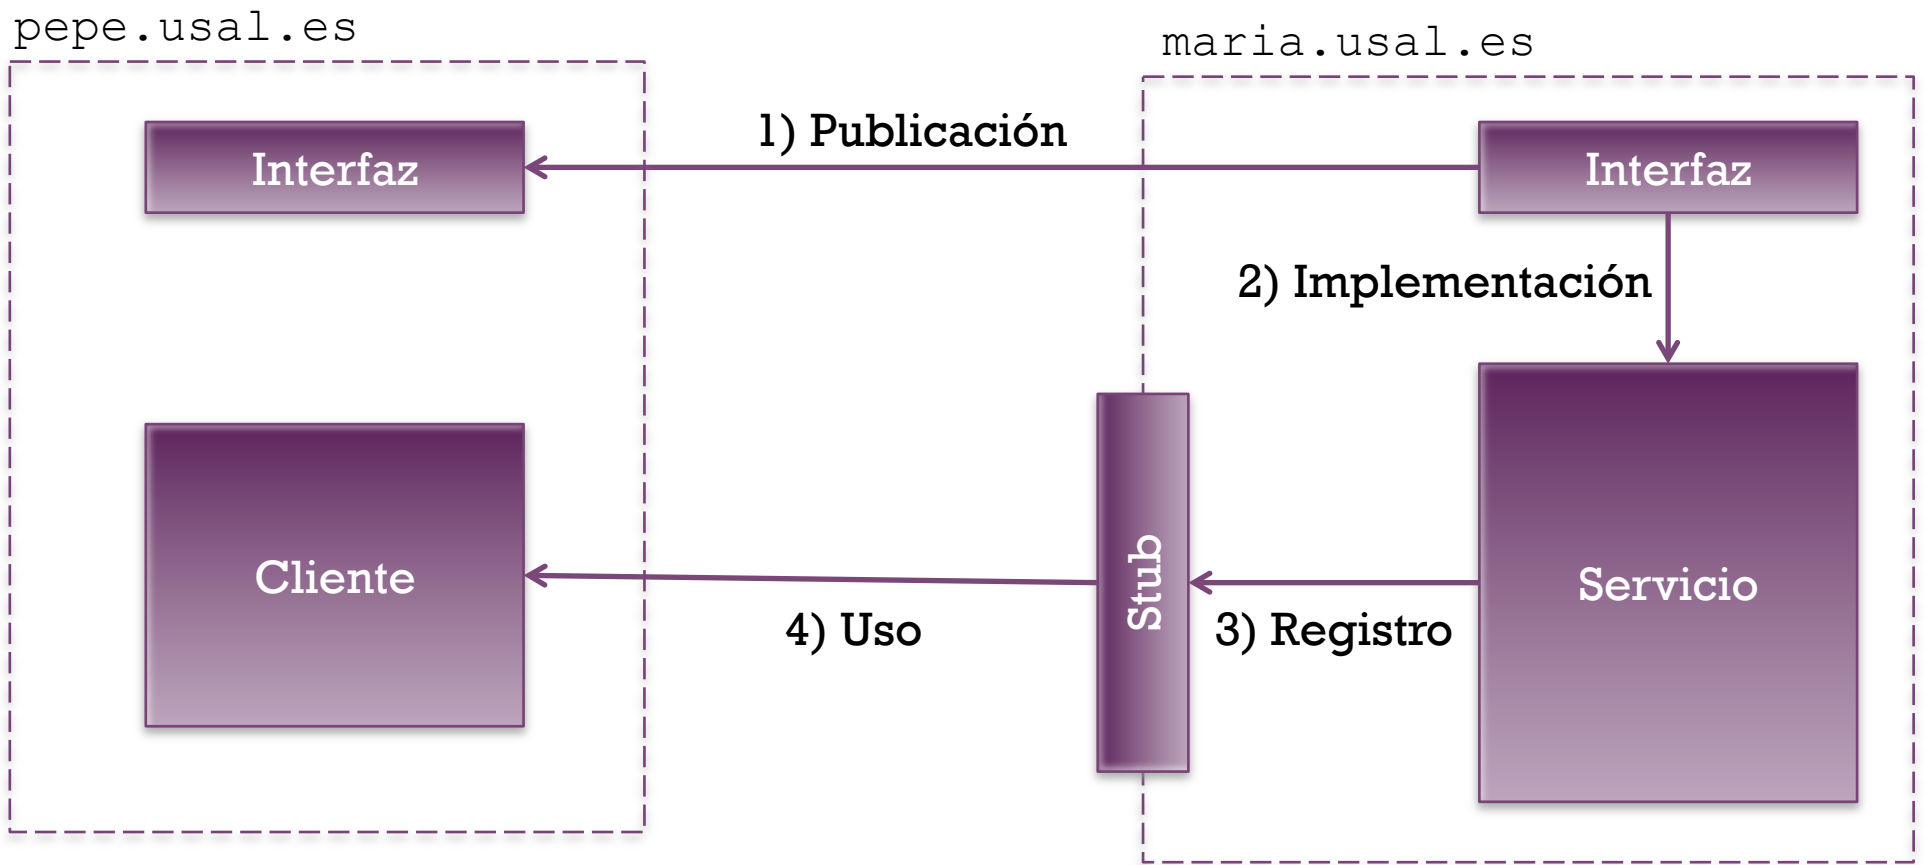 pepe.usal.es
maria.usal.es
1) Publicación
Interfaz
Interfaz
2) Implementación
Cliente
Stub
Servicio
4) Uso
3) Registro